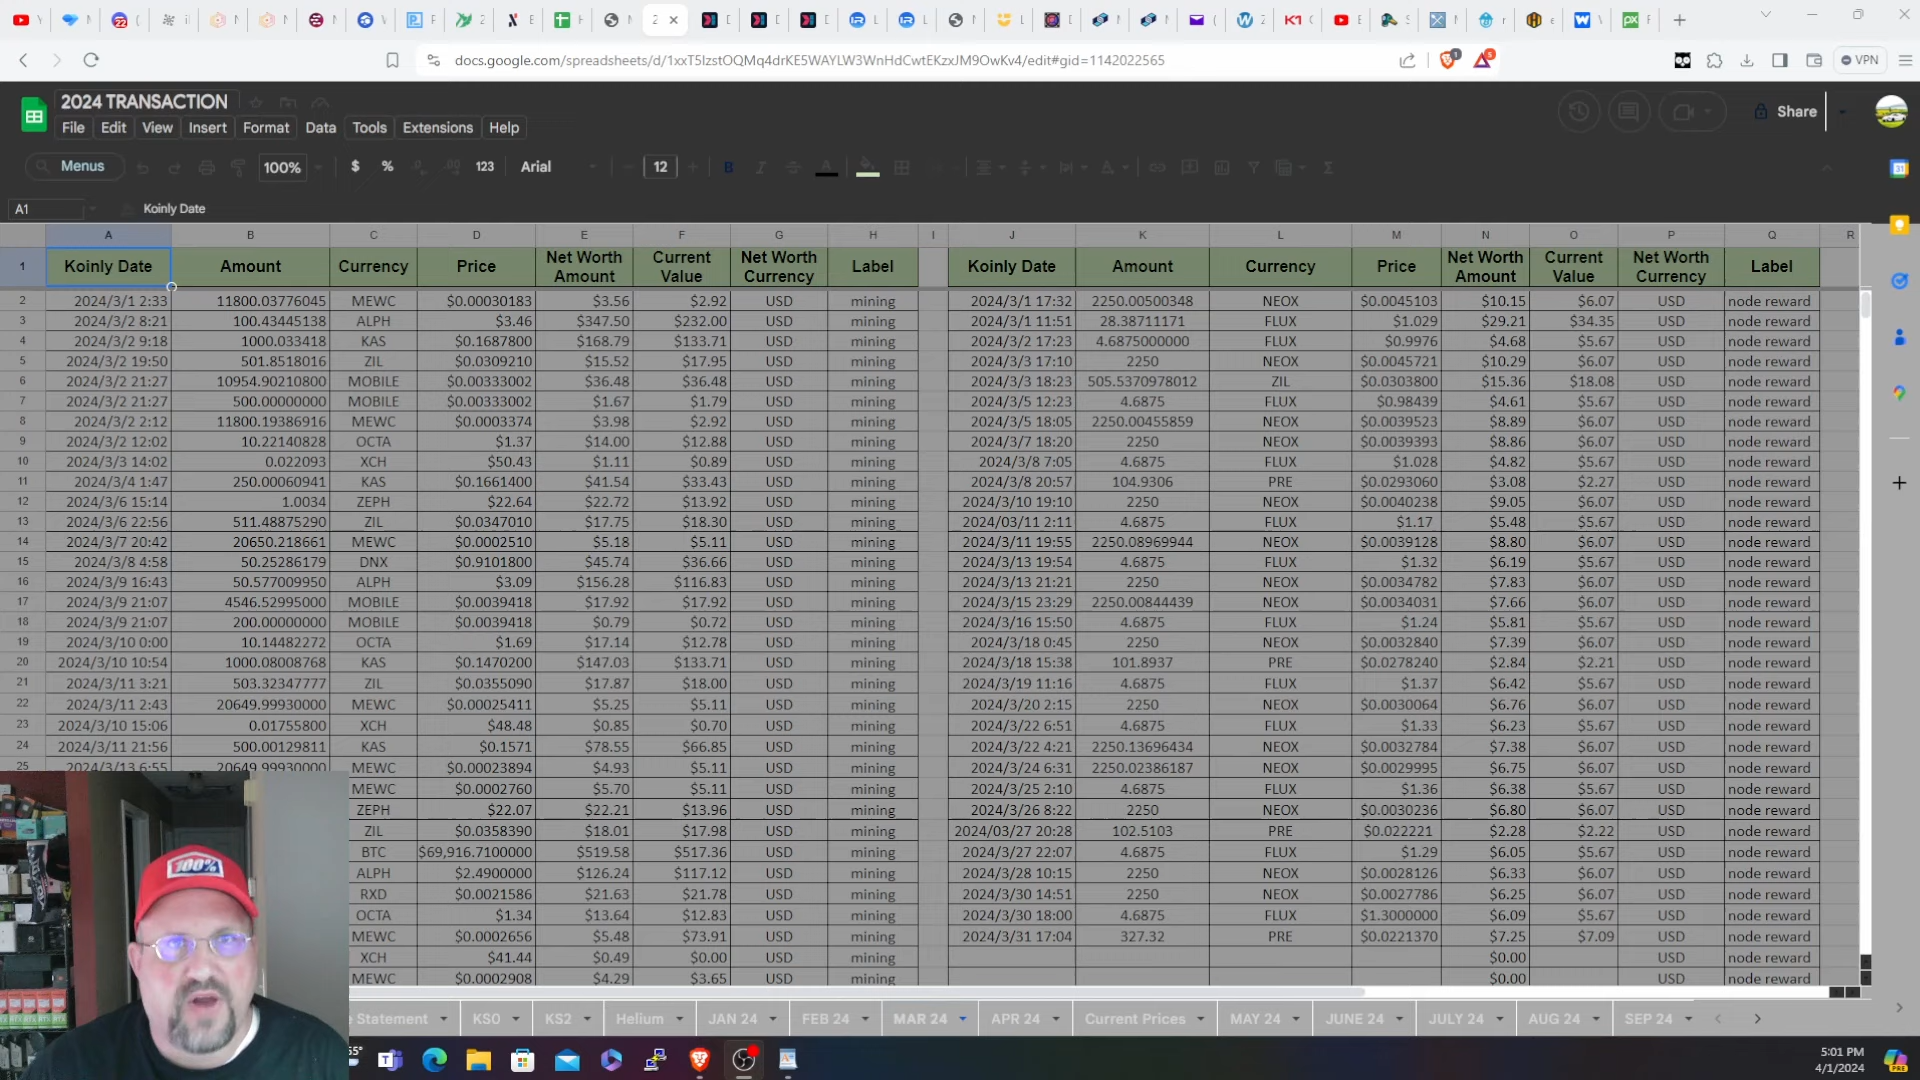 docs.google.com/spreadsheets/d/1xxT5IzstOQMq4drKE5WAYLW3WnHdCwtEKzxJM9OwKv4/edit#gid=1142022565
VPN
2024 TRANSACTION
Share
File Edit View Insert Format Data Tools Extensions Help
Menus 100% $ % 123 Arial 12
A1 Koinly Date
A B C D E F G H I J K L M N O P Q R
1 Koinly Date Amount Currency Price Net Worth Amount Current Value Net Worth Currency Label Koinly Date Amount Currency Price Net Worth Amount Current Value Net Worth Currency Label
2 2024/3/1 2:33 11800.03776045 MEWC $0.00030183 $3.56 $2.92 USD mining 2024/3/1 17:32 2250.00500348 NEOX $0.0045103 $10.15 $6.07 USD node reward
3 2024/3/2 8:21 100.43445138 ALPH $3.46 $347.50 $232.00 USD mining 2024/3/1 11:51 28.38711171 FLUX $1.029 $29.21 $34.35 USD node reward
4 2024/3/2 9:18 1000.033418 KAS $0.1687800 $168.79 $133.71 USD mining 2024/3/2 17:23 4.6875000000 FLUX $0.9976 $4.68 $5.67 USD node reward
5 2024/3/2 19:50 501.8518016 ZIL $0.0309210 $15.52 $17.95 USD mining 2024/3/3 17:10 2250 NEOX $0.0045721 $10.29 $6.07 USD node reward
6 2024/3/2 21:27 10954.90210800 MOBILE $0.00333002 $36.48 $36.48 USD mining 2024/3/3 18:23 505.5370978012 ZIL $0.0303800 $15.36 $18.08 USD node reward
7 2024/3/2 21:27 500.00000000 MOBILE $0.00333002 $1.67 $1.79 USD mining 2024/3/5 12:23 4.6875 FLUX $0.98439 $4.61 $5.67 USD node reward
8 2024/3/2 2:12 11800.19386916 MEWC $0.0003374 $3.98 $2.92 USD mining 2024/3/5 18:05 2250.00455859 NEOX $0.0039523 $8.89 $6.07 USD node reward
9 2024/3/2 12:02 10.22140828 OCTA $1.37 $14.00 $12.88 USD mining 2024/3/7 18:20 2250 NEOX $0.0039393 $8.86 $6.07 USD node reward
10 2024/3/3 14:02 0.022093 XCH $50.43 $1.11 $0.89 USD mining 2024/3/8 7:05 4.6875 FLUX $1.028 $4.82 $5.67 USD node reward
11 2024/3/4 1:47 250.00060941 KAS $0.1661400 $41.54 $33.43 USD mining 2024/3/8 20:57 104.9306 PRE $0.0293060 $3.08 $2.27 USD node reward
12 2024/3/6 15:14 1.0034 ZEPH $22.64 $22.72 $13.92 USD mining 2024/3/10 19:10 2250 NEOX $0.0040238 $9.05 $6.07 USD node reward
13 2024/3/6 22:56 511.48875290 ZIL $0.0347010 $17.75 $18.30 USD mining 2024/03/11 2:11 4.6875 FLUX $1.17 $5.48 $5.67 USD node reward
14 2024/3/7 20:42 20650.218661 MEWC $0.0002510 $5.18 $5.11 USD mining 2024/3/11 19:55 2250.08969944 NEOX $0.0039128 $8.80 $6.07 USD node reward
15 2024/3/8 4:58 50.25286179 DNX $0.9101800 $45.74 $36.66 USD mining 2024/3/13 19:54 4.6875 FLUX $1.32 $6.19 $5.67 USD node reward
16 2024/3/9 16:43 50.577009950 ALPH $3.09 $156.28 $116.83 USD mining 2024/3/13 21:21 2250 NEOX $0.0034782 $7.83 $6.07 USD node reward
17 2024/3/9 21:07 4546.52995000 MOBILE $0.0039418 $17.92 $17.92 USD mining 2024/3/15 23:29 2250.00844439 NEOX $0.0034031 $7.66 $6.07 USD node reward
18 2024/3/9 21:07 200.00000000 MOBILE $0.0039418 $0.79 $0.72 USD mining 2024/3/16 15:50 4.6875 FLUX $1.24 $5.81 $5.67 USD node reward
19 2024/3/10 0:00 10.14482272 OCTA $1.69 $17.14 $12.78 USD mining 2024/3/18 0:45 2250 NEOX $0.0032840 $7.39 $6.07 USD node reward
20 2024/3/10 10:54 1000.08008768 KAS $0.1470200 $147.03 $133.71 USD mining 2024/3/18 15:38 101.8937 PRE $0.0278240 $2.84 $2.21 USD node reward
21 2024/3/11 3:21 503.32347777 ZIL $0.0355090 $17.87 $18.00 USD mining 2024/3/19 11:16 4.6875 FLUX $1.37 $6.42 $5.67 USD node reward
22 2024/3/11 2:43 20649.99930000 MEWC $0.00025411 $5.25 $5.11 USD mining 2024/3/20 2:15 2250 NEOX $0.0030064 $6.76 $6.07 USD node reward
23 2024/3/10 15:06 0.01755800 XCH $48.48 $0.85 $0.70 USD mining 2024/3/22 6:51 4.6875 FLUX $1.33 $6.23 $5.67 USD node reward
24 2024/3/11 21:56 500.00129811 KAS $0.1571 $78.55 $66.85 USD mining 2024/3/22 4:21 2250.13696434 NEOX $0.0032784 $7.38 $6.07 USD node reward
25 2024/3/13 6:55 20649.99930000 MEWC $0.00023894 $4.93 $5.11 USD mining 2024/3/24 6:31 2250.02386187 NEOX $0.0029995 $6.75 $6.07 USD node reward
MEWC $0.0002760 $5.70 $5.11 USD mining 2024/3/25 2:10 4.6875 FLUX $1.36 $6.38 $5.67 USD node reward
ZEPH $22.07 $22.21 $13.96 USD mining 2024/3/26 8:22 2250 NEOX $0.0030236 $6.80 $6.07 USD node reward
ZIL $0.0358390 $18.01 $17.98 USD mining 2024/03/27 20:28 102.5103 PRE $0.022221 $2.28 $2.22 USD node reward
BTC $69,916.7100000 $519.58 $517.36 USD mining 2024/3/27 22:07 4.6875 FLUX $1.29 $6.05 $5.67 USD node reward
ALPH $2.4900000 $126.24 $117.12 USD mining 2024/3/28 10:15 2250 NEOX $0.0028126 $6.33 $6.07 USD node reward
RXD $0.0021586 $21.63 $21.78 USD mining 2024/3/30 14:51 2250 NEOX $0.0027786 $6.25 $6.07 USD node reward
OCTA $1.34 $13.64 $12.83 USD mining 2024/3/30 18:00 4.6875 FLUX $1.3000000 $6.09 $5.67 USD node reward
MEWC $0.0002656 $5.48 $73.91 USD mining 2024/3/31 17:04 327.32 PRE $0.0221370 $7.25 $7.09 USD node reward
XCH $41.44 $0.49 $0.00 USD mining $0.00 USD node reward
MEWC $0.0002908 $4.29 $3.65 USD mining $0.00 USD node reward
100%
e Statement KS0 KS2 Helium JAN 24 FEB 24 MAR 24 APR 24 Current Prices MAY 24 JUNE 24 JULY 24 AUG 24 SEP 24
5:01 PM
4/1/2024